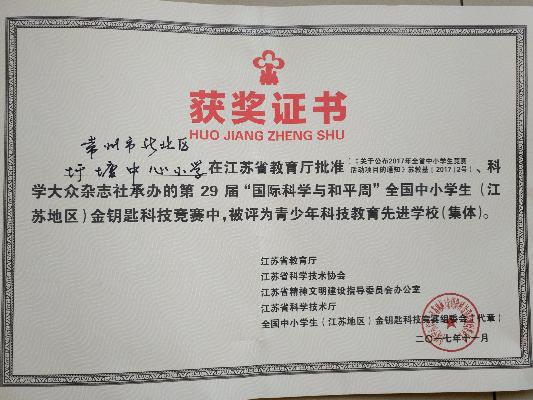 获奖证书
HUO JIANG ZHENG SHU
常州市新北区
圩塘中心小学在江苏省教育厅批准(《关于公布2017年全省中小学生竞赛活动项目的通知》苏教基〔2017〕2号)、科
学大众杂志社承办的第29届“国际科学与和平周”全国中小学生(江
苏地区)金钥匙科技竞赛中,被评为青少年科技教育先进学校(集体)。
江苏省教育厅
江苏省科学技术协会
江苏省精神文明建设指导委员会办公室
江苏省科学技术厅
全国中小学生(江苏地区)金钥匙科技竞赛组委会(代章)
二〇一七年十一月